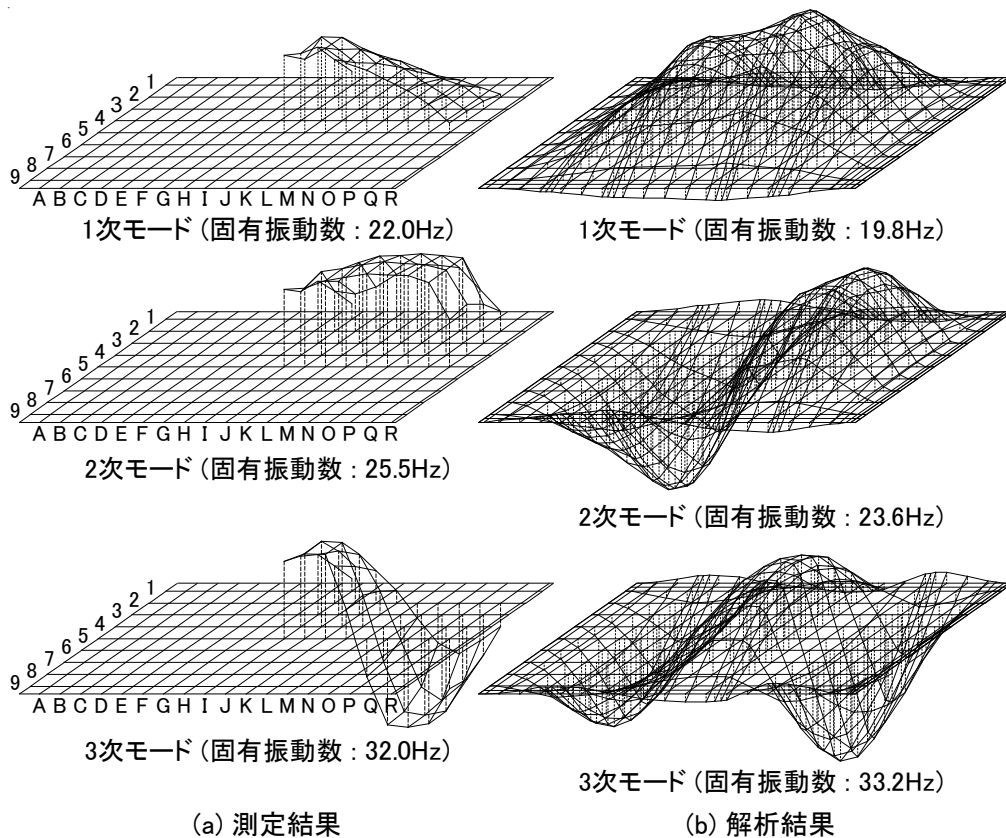 1
2
3
4
5
6
7
8
9
A B C D E F G H I J K L M N O P Q R
1次モード（固有振動数：22.0Hz）
1次モード（固有振動数：19.8Hz）
1
2
3
4
5
6
7
8
9
A B C D E F G H I J K L M N O P Q R
2次モード（固有振動数：25.5Hz）
2次モード（固有振動数：23.6Hz）
1
2
3
4
5
6
7
8
9
A B C D E F G H I J K L M N O P Q R
3次モード（固有振動数：32.0Hz）
3次モード（固有振動数：33.2Hz）
(a) 測定結果
(b) 解析結果